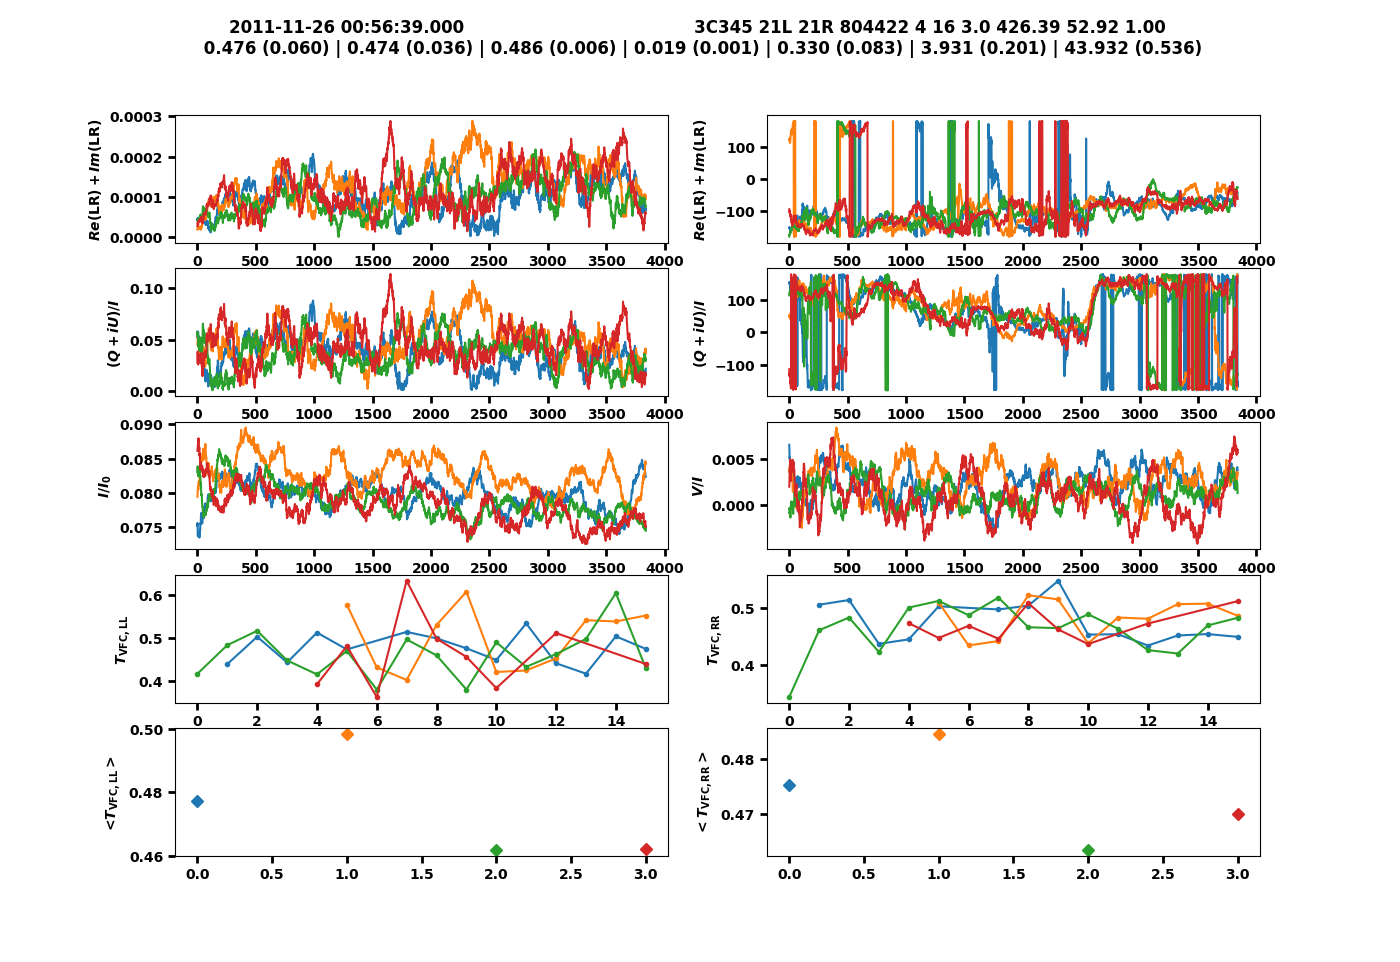 2011-11-26 00:56:39.000 3C345 21L 21R 804422 4 16 3.0 426.39 52.92 1.00
0.476 (0.060) | 0.474 (0.036) | 0.486 (0.006) | 0.019 (0.001) | 0.330 (0.083) | 3.931 (0.201) | 43.932 (0.536)
Re(LR) + Im(LR)
0.0003
0.0002
0.0001
0.0000
0 500 1000 1500 2000 2500 3000 3500 4000
Re(LR) + Im(LR)
100
0
−100
0 500 1000 1500 2000 2500 3000 3500 4000
(Q + iU)/I
0.10
0.05
0.00
0 500 1000 1500 2000 2500 3000 3500 4000
(Q + iU)/I
100
0
−100
0 500 1000 1500 2000 2500 3000 3500 4000
I/I0
0.090
0.085
0.080
0.075
0 500 1000 1500 2000 2500 3000 3500 4000
V/I
0.005
0.000
0 500 1000 1500 2000 2500 3000 3500 4000
TVFC, LL
0.6
0.5
0.4
0 2 4 6 8 10 12 14
TVFC, RR
0.5
0.4
0 2 4 6 8 10 12 14
<TVFC, LL >
0.50
0.48
0.46
0.0 0.5 1.0 1.5 2.0 2.5 3.0
< TVFC, RR >
0.48
0.47
0.0 0.5 1.0 1.5 2.0 2.5 3.0